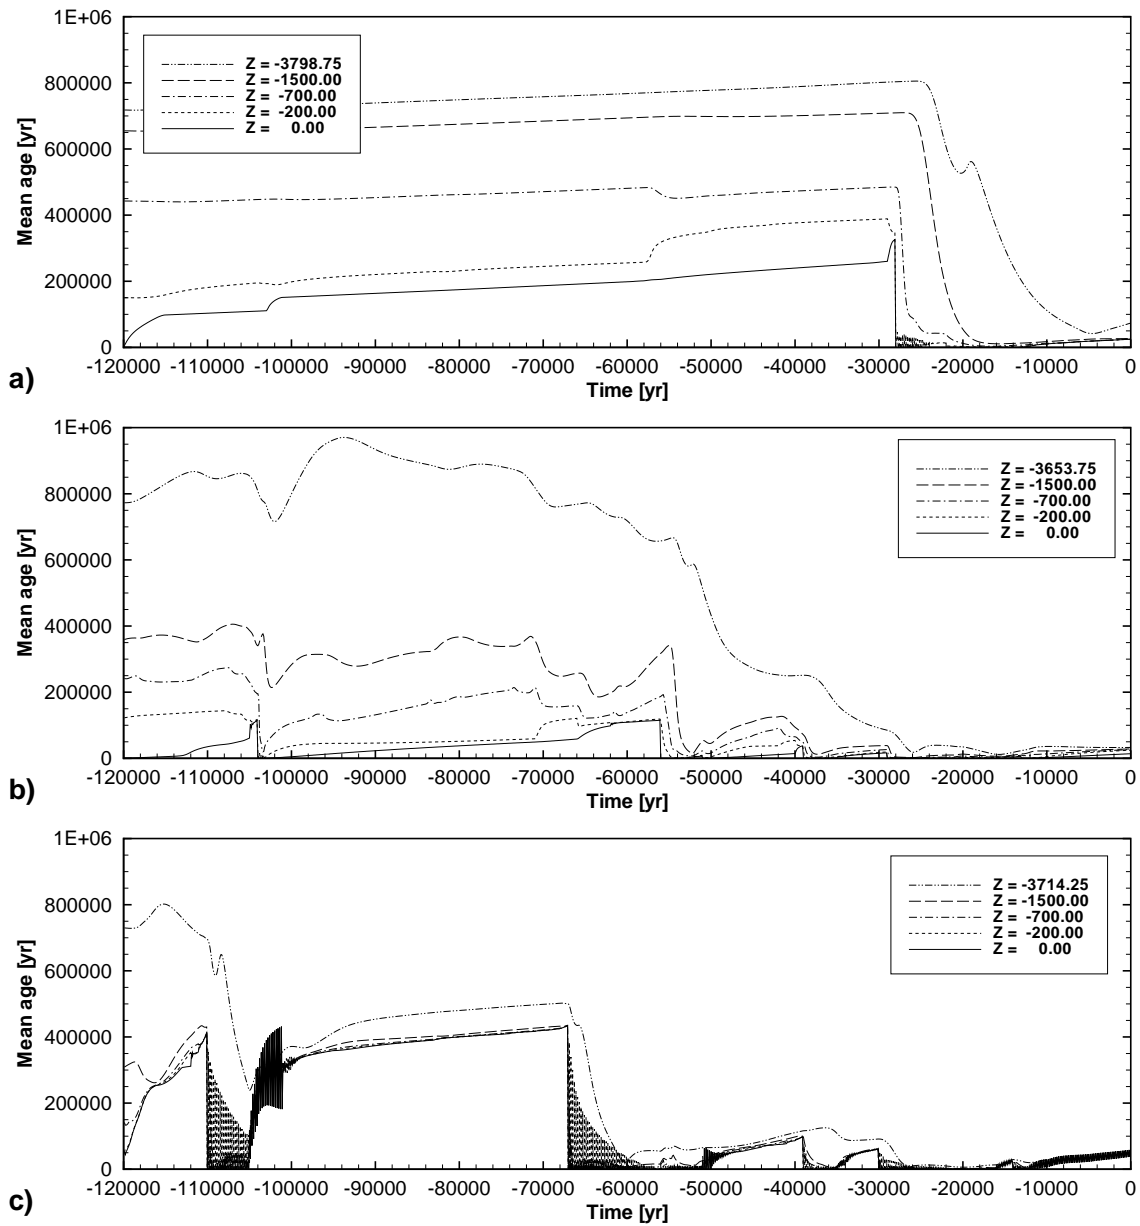 1E+06
800000
600000
400000
200000
0
Mean age [yr]
Z = -3798.75
Z = -1500.00
Z = -700.00
Z = -200.00
Z = 0.00
-120000 -110000 -100000 -90000 -80000 -70000 -60000 -50000 -40000 -30000 -20000 -10000 0
Time [yr]
a)
1E+06
800000
600000
400000
200000
0
Mean age [yr]
Z = -3653.75
Z = -1500.00
Z = -700.00
Z = -200.00
Z = 0.00
-120000 -110000 -100000 -90000 -80000 -70000 -60000 -50000 -40000 -30000 -20000 -10000 0
Time [yr]
b)
1E+06
800000
600000
400000
200000
0
Mean age [yr]
Z = -3714.25
Z = -1500.00
Z = -700.00
Z = -200.00
Z = 0.00
-120000 -110000 -100000 -90000 -80000 -70000 -60000 -50000 -40000 -30000 -20000 -10000 0
Time [yr]
c)